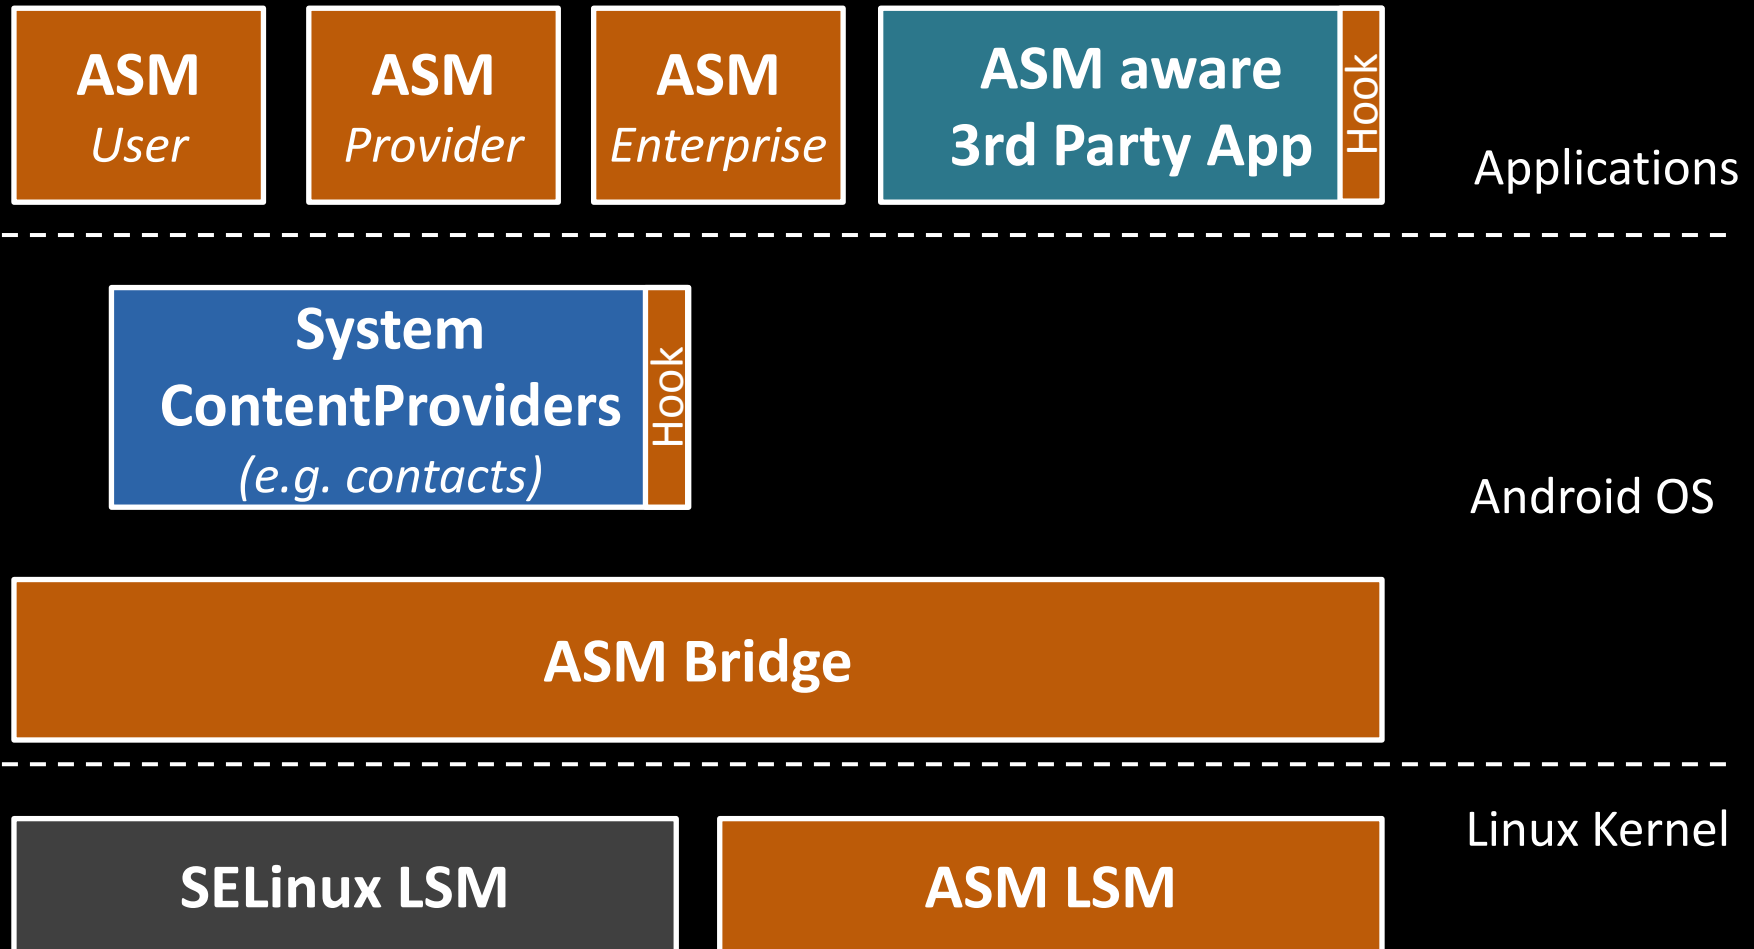 ASM
User
ASM
Provider
ASM
Enterprise
ASM aware
3rd Party App
Hook
Applications
System
ContentProviders
(e.g. contacts)
Hook
Android OS
ASM Bridge
Linux Kernel
SELinux LSM
ASM LSM